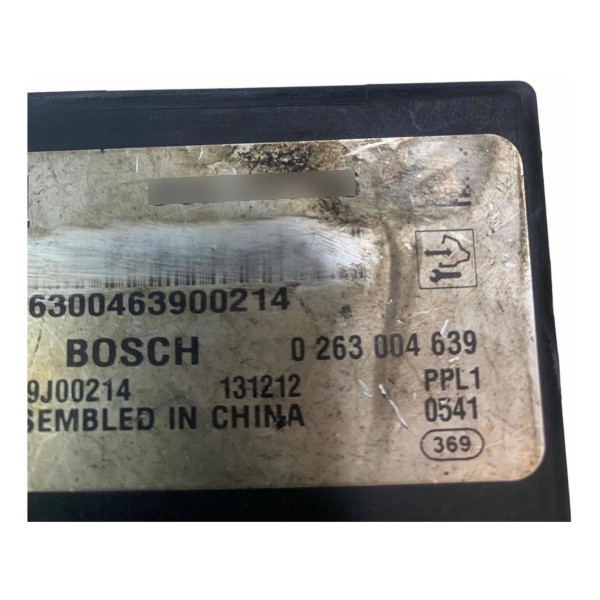 6300463900214
BOSCH 0 263 004 639
9J00214 131212 PPL1
SEMBLED IN CHINA 0541
369